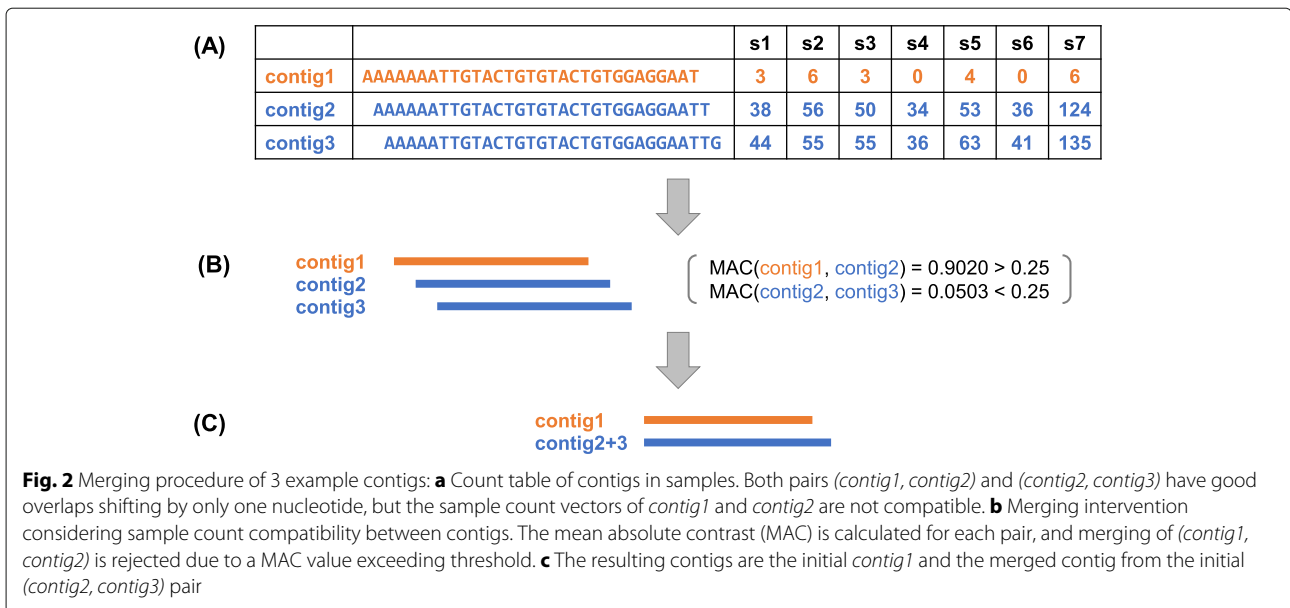 (A)
s1 s2 s3 s4 s5 s6 s7
contig1 AAAAAAATTGTACTGTGTACTGTGGAGGAAT 3 6 3 0 4 0 6
contig2 AAAAAATTGTACTGTGTACTGTGGAGGAATT 38 56 50 34 53 36 124
contig3 AAAAATTGTACTGTGTACTGTGGAGGAATTG 44 55 55 36 63 41 135
(B)
contig1
contig2
contig3
MAC(contig1, contig2) = 0.9020 > 0.25
MAC(contig2, contig3) = 0.0503 < 0.25
(C)
contig1
contig2+3
Fig. 2 Merging procedure of 3 example contigs: a Count table of contigs in samples. Both pairs (contig1, contig2) and (contig2, contig3) have good
overlaps shifting by only one nucleotide, but the sample count vectors of contig1 and contig2 are not compatible. b Merging intervention
considering sample count compatibility between contigs. The mean absolute contrast (MAC) is calculated for each pair, and merging of (contig1,
contig2) is rejected due to a MAC value exceeding threshold. c The resulting contigs are the initial contig1 and the merged contig from the initial
(contig2, contig3) pair